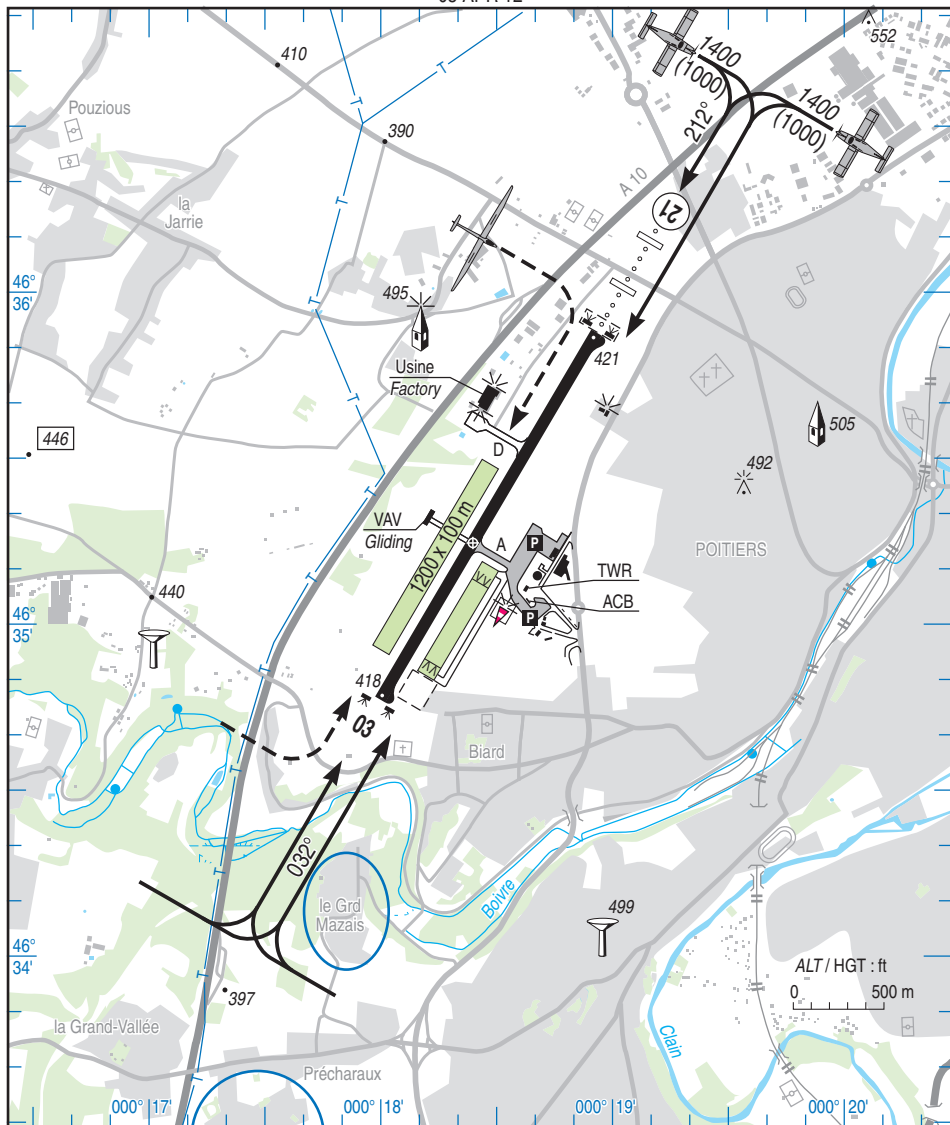 552
410
1400
(1000)
1400
(1000)
Pouzious
212°
390
A 10
la
Jarrie
21
46°
36'
495
421
Usine
Factory
505
446
D
492
VAV
Gliding
1200 x 100 m
A
P
POITIERS
TWR
ACB
440
P
46°
35'
418
03
Biard
032°
le Grd
Mazais
Boivre
499
46°
34'
ALT / HGT : ft
0 500 m
397
la Grand-Vallée
Clain
Précharaux
000° 17'
000° 18'
000° 19'
000° 20'